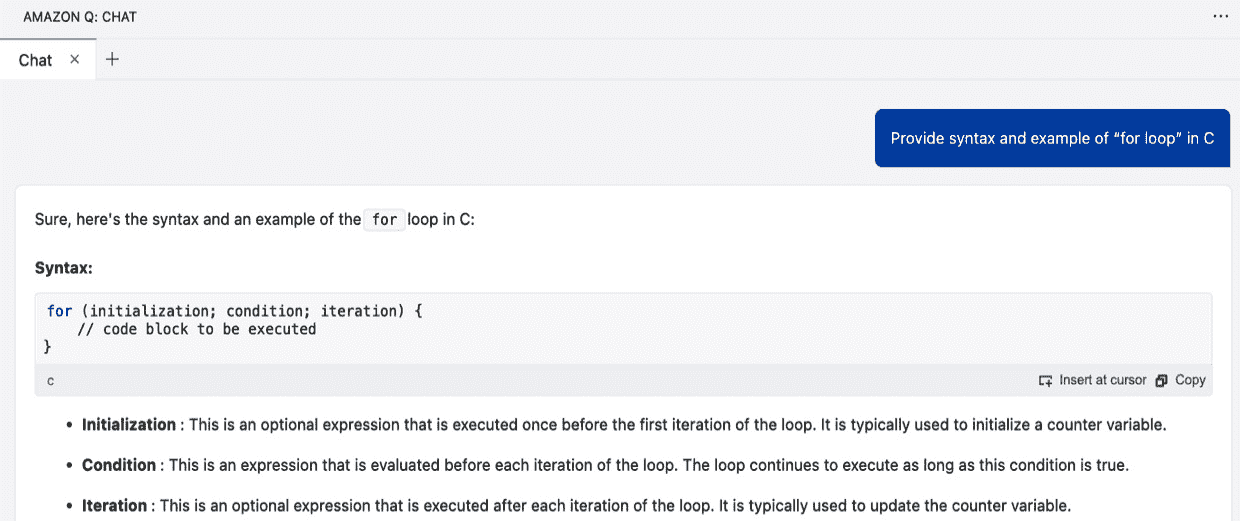 AMAZON Q: CHAT
Chat
Provide syntax and example of “for loop” in C
Sure, here's the syntax and an example of the for loop in C:
Syntax:
for (initialization; condition; iteration) {
    // code block to be executed
}
c
Insert at cursor Copy
• Initialization : This is an optional expression that is executed once before the first iteration of the loop. It is typically used to initialize a counter variable.
• Condition : This is an expression that is evaluated before each iteration of the loop. The loop continues to execute as long as this condition is true.
• Iteration : This is an optional expression that is executed after each iteration of the loop. It is typically used to update the counter variable.